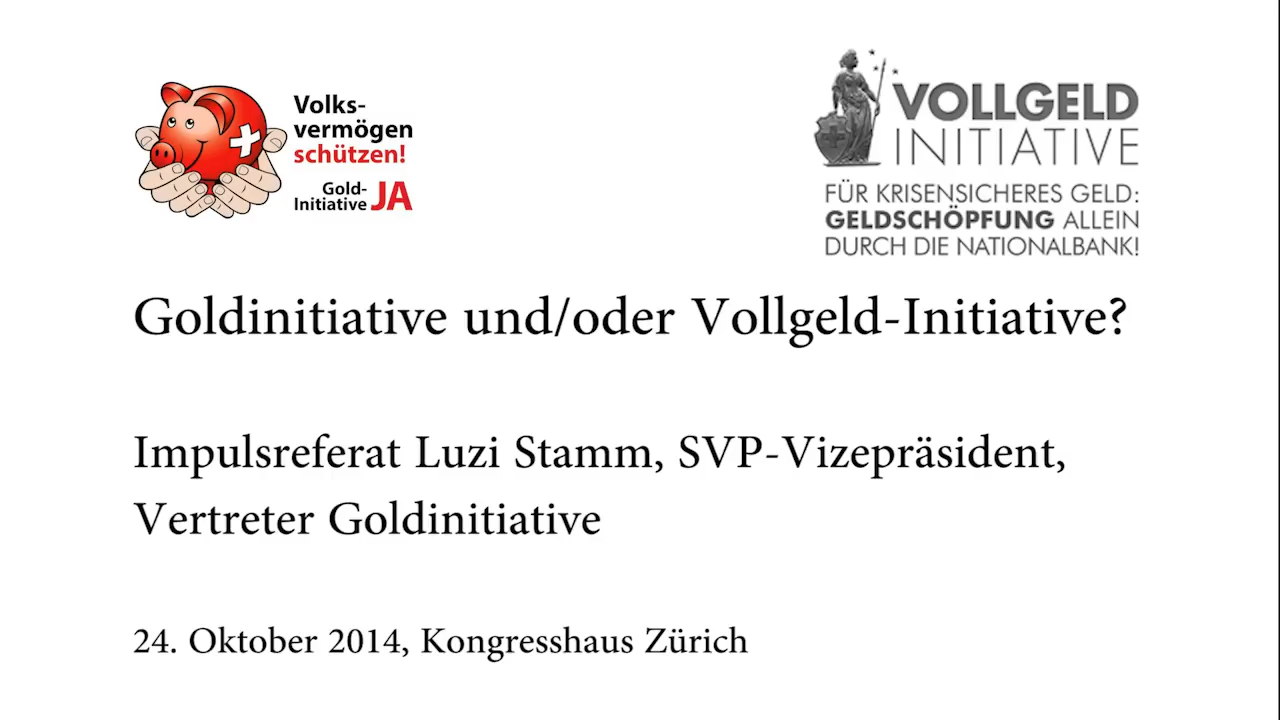 Volks-
vermögen
schützen!
Gold-
Initiative JA
VOLLGELD
INITIATIVE
FÜR KRISENSICHERES GELD:
GELDSCHÖPFUNG ALLEIN
DURCH DIE NATIONALBANK!
Goldinitiative und/oder Vollgeld-Initiative?
Impulsreferat Luzi Stamm, SVP-Vizepräsident,
Vertreter Goldinitiative
24. Oktober 2014, Kongresshaus Zürich